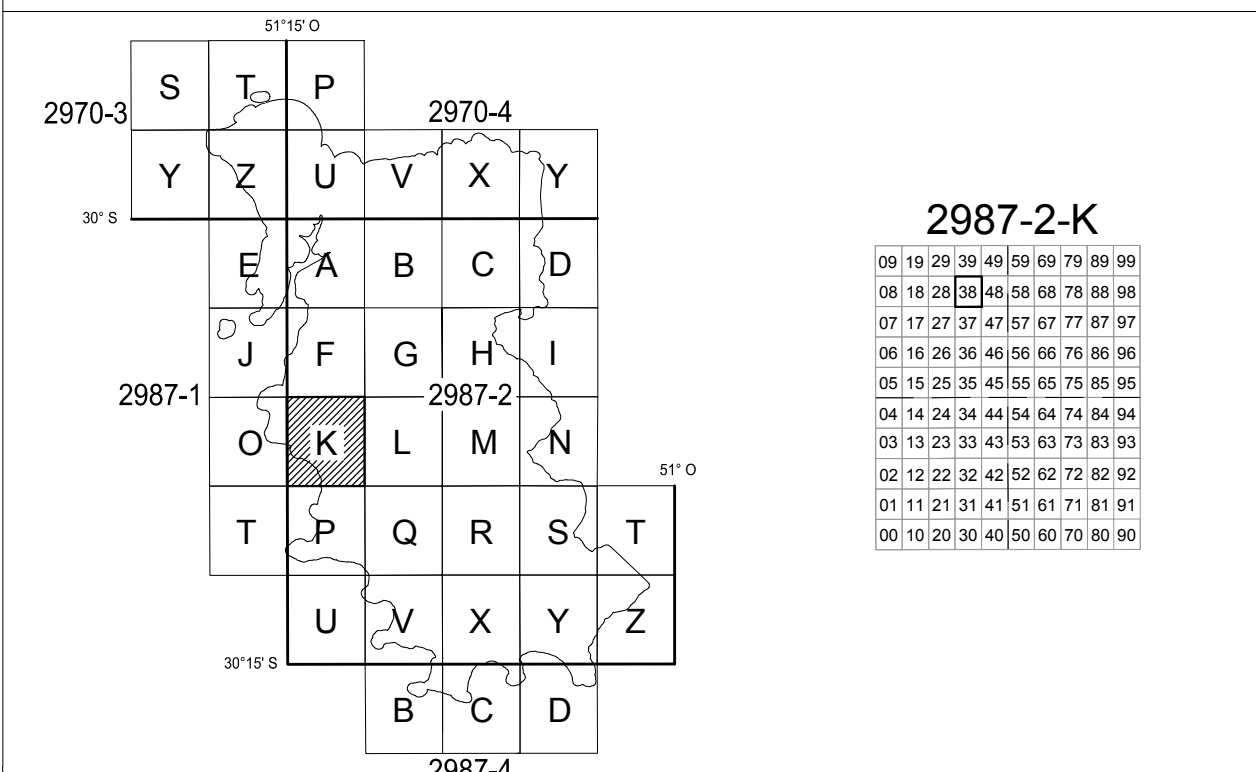 51°15' O
S T P
2970-3 2970-4
Y Z U V X Y
30° S
E A B C D
J F G H I
2987-1 2987-2
O K L M N
51° O
T P Q R S T
U V X Y Z
30°15' S
B C D
2987-4
2987-2-K
09 19 29 39 49 59 69 79 89 99
08 18 28 38 48 58 68 78 88 98
07 17 27 37 47 57 67 77 87 97
06 16 26 36 46 56 66 76 86 96
05 15 25 35 45 55 65 75 85 95
04 14 24 34 44 54 64 74 84 94
03 13 23 33 43 53 63 73 83 93
02 12 22 32 42 52 62 72 82 92
01 11 21 31 41 51 61 71 81 91
00 10 20 30 40 50 60 70 80 90